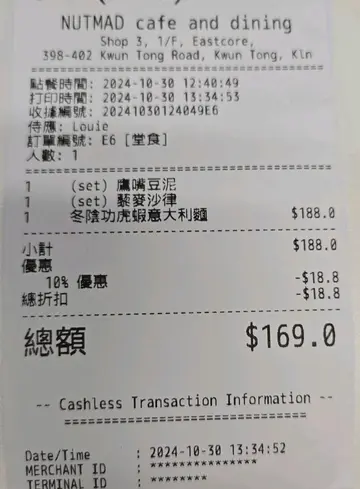 NUTMAD cafe and dining
Shop 3, 1/F, Eastcore,
398-402 Kwun Tong Road, Kwun Tong, Kln
點餐時間: 2024-10-30 12:40:49
打印時間: 2024-10-30 13:34:53
收據編號: 20241030124049E6
侍應: Louie
訂單編號: E6 [堂食]
人數: 1
1 (set) 鷹嘴豆泥
1 (set) 藜麥沙律
1 冬陰功虎蝦意大利麵 $188.0
小計 $188.0
優惠
10% 優惠 -$18.8
總折扣 -$18.8
總額 $169.0
-- Cashless Transaction Information --
Date/Time : 2024-10-30 13:34:52
MERCHANT ID : ***************
TERMINAL ID : ********